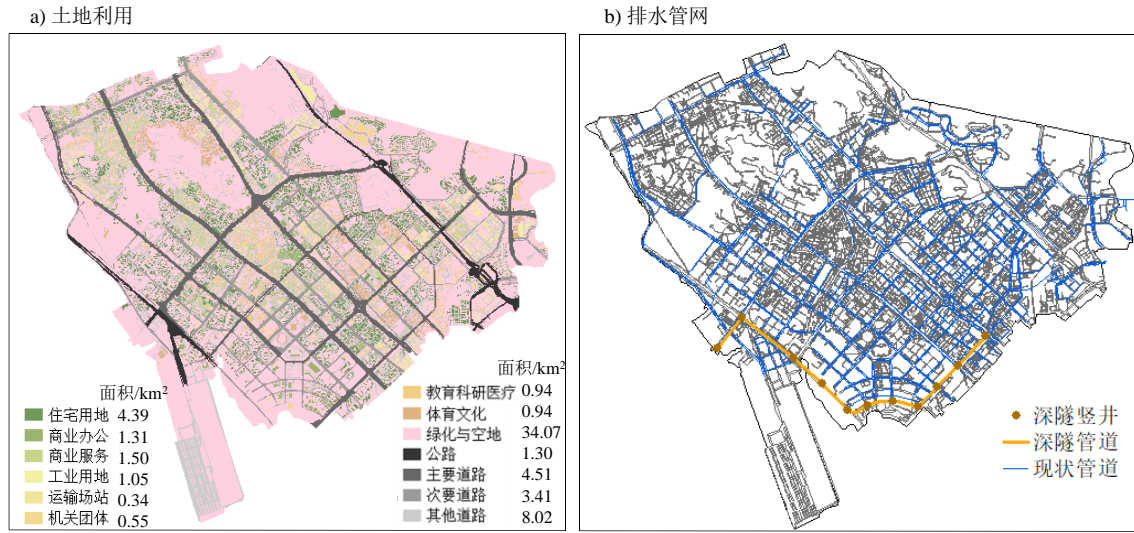 a) 土地利用
面积/km²
住宅用地 4.39
商业办公 1.31
商业服务 1.50
工业用地 1.05
运输场站 0.34
机关团体 0.55
面积/km²
教育科研医疗 0.94
体育文化 0.94
绿化与空地 34.07
公路 1.30
主要道路 4.51
次要道路 3.41
其他道路 8.02
b) 排水管网
深隧竖井
深隧管道
现状管道